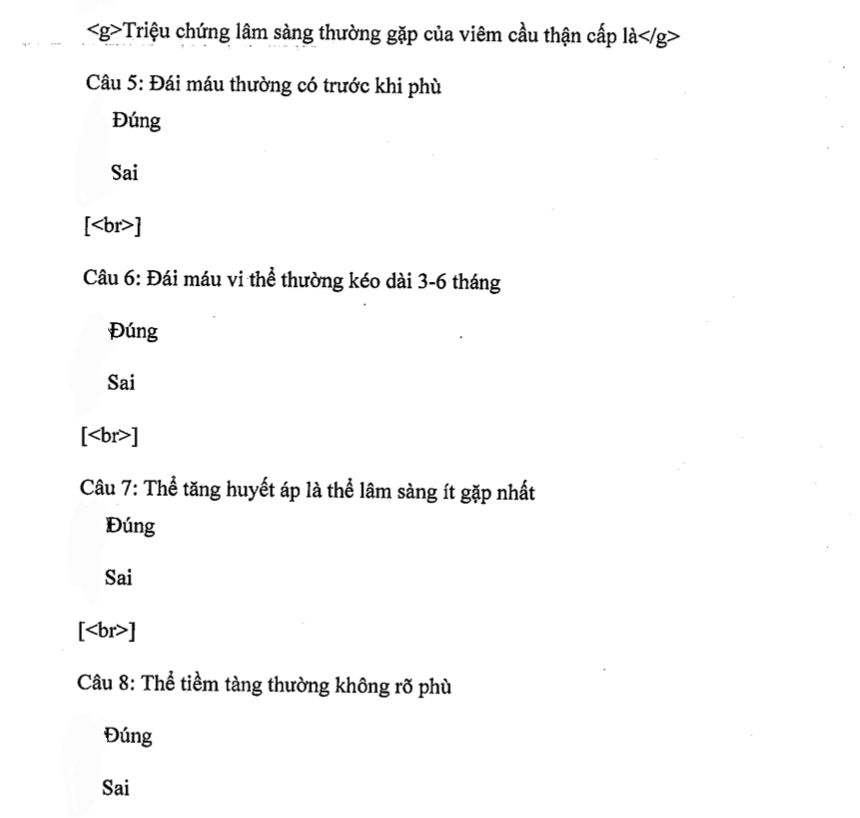 <g>Triệu chứng lâm sàng thường gặp của viêm cầu thận cấp là</g>
Câu 5: Đái máu thường có trước khi phù
Đúng
Sai
[<br>]
Câu 6: Đái máu vi thể thường kéo dài 3-6 tháng
Đúng
Sai
[<br>]
Câu 7: Thể tăng huyết áp là thể lâm sàng ít gặp nhất
Đúng
Sai
[<br>]
Câu 8: Thể tiềm tàng thường không rõ phù
Đúng
Sai